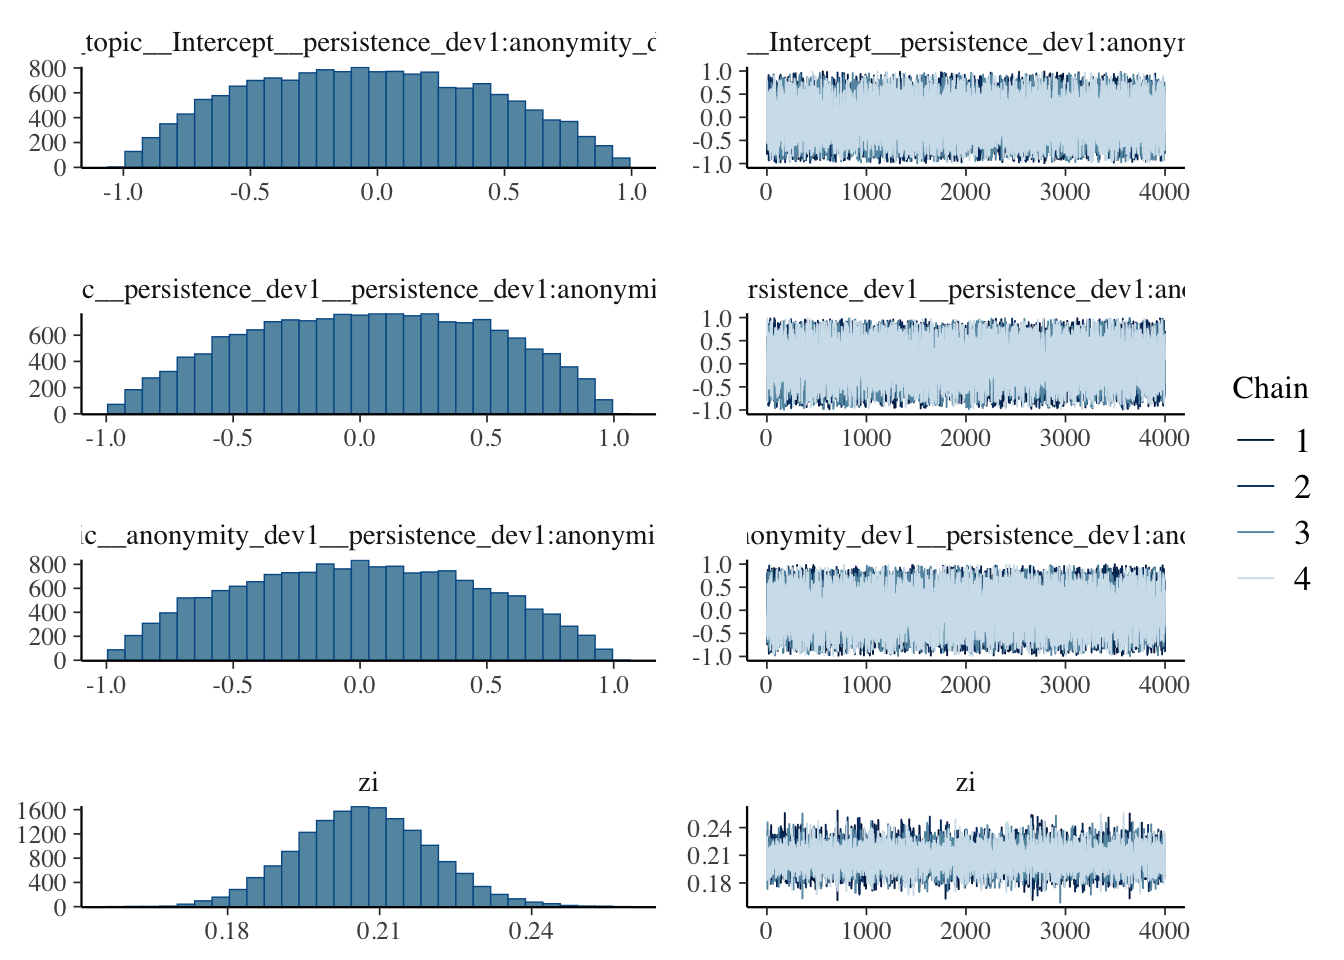 _topic__Intercept__persistence_dev1:anonymity_d
__Intercept__persistence_dev1:anonyr
800
600
400
200
0
-1.0 -0.5 0.0 0.5 1.0
1.0
0.5
0.0
-0.5
-1.0
0 1000 2000 3000 4000
c__persistence_dev1__persistence_dev1:anonymi
rsistence_dev1__persistence_dev1:ano
600
400
200
0
-1.0 -0.5 0.0 0.5 1.0
1.0
0.5
0.0
-0.5
-1.0
0 1000 2000 3000 4000
ic__anonymity_dev1__persistence_dev1:anonymi
onymity_dev1__persistence_dev1:ano
800
600
400
200
0
-1.0 -0.5 0.0 0.5 1.0
1.0
0.5
0.0
-0.5
-1.0
0 1000 2000 3000 4000
zi
zi
1600
1200
800
400
0
0.18 0.21 0.24
0.24
0.21
0.18
0 1000 2000 3000 4000
Chain
1
2
3
4